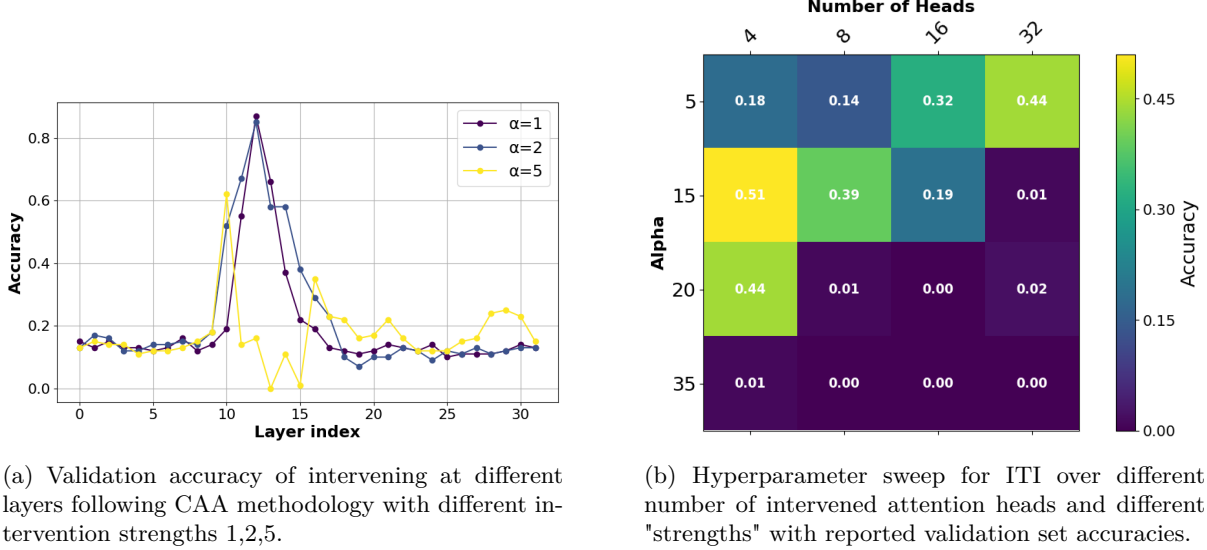 Number of Heads
4 8 16 32
α=1
α=2
α=5
0.8
0.6
0.4
0.2
0.0
Accuracy
0 5 10 15 20 25 30
Layer index
5 0.18 0.14 0.32 0.44
15 0.51 0.39 0.19 0.01
20 0.44 0.01 0.00 0.02
35 0.01 0.00 0.00 0.00
Alpha
0.45
0.30
0.15
0.00
Accuracy
(a) Validation accuracy of intervening at different
layers following CAA methodology with different in-
tervention strengths 1,2,5.
(b) Hyperparameter sweep for ITI over different
number of intervened attention heads and different
"strengths" with reported validation set accuracies.